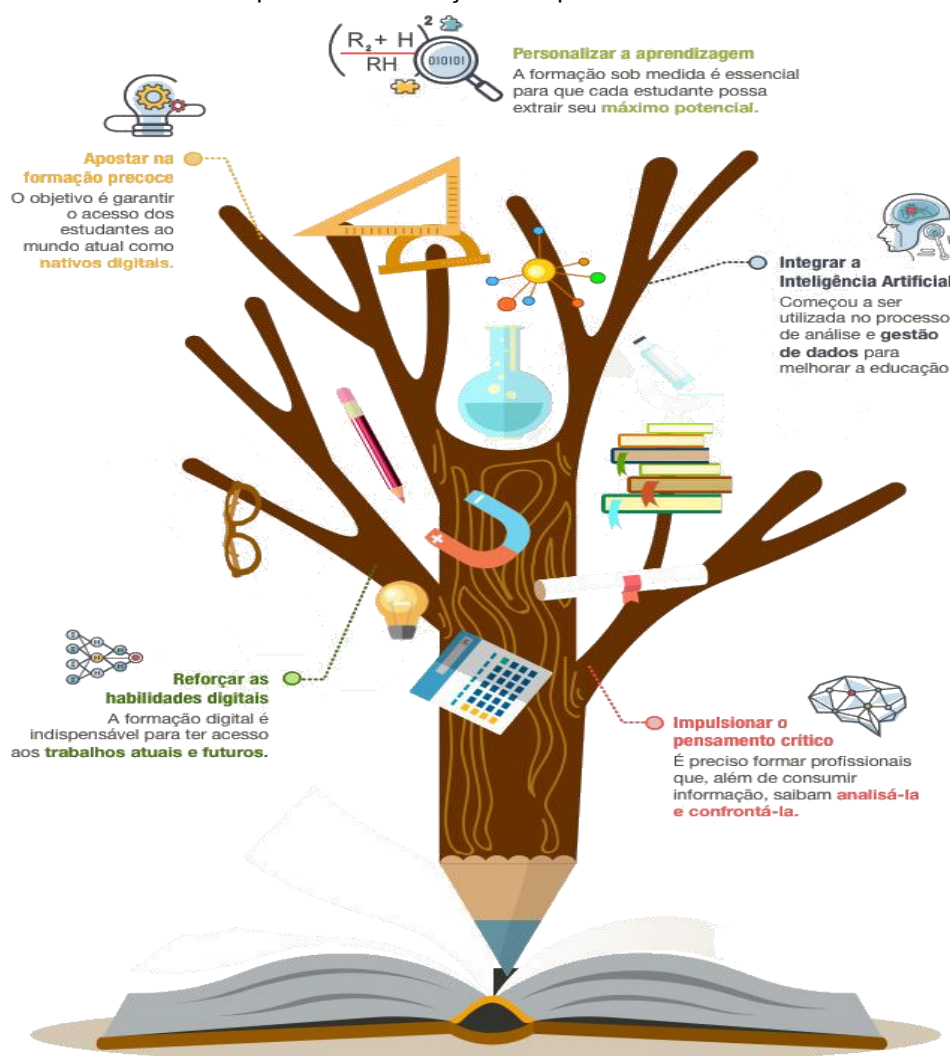 (R₂ + H / RH)²
010101
Personalizar a aprendizagem
A formação sob medida é essencial
para que cada estudante possa
extrair seu máximo potencial.
Apostar na
formação precoce
O objetivo é garantir
o acesso dos
estudantes ao
mundo atual como
nativos digitais.
Integrar a
Inteligência Artificial
Começou a ser
utilizada no processo
de análise e gestão
de dados para
melhorar a educação
Reforçar as
habilidades digitais
A formação digital é
indispensável para ter acesso
aos trabalhos atuais e futuros.
Impulsionar o
pensamento crítico
É preciso formar profissionais
que, além de consumir
informação, saibam analisá-la
e confrontá-la.